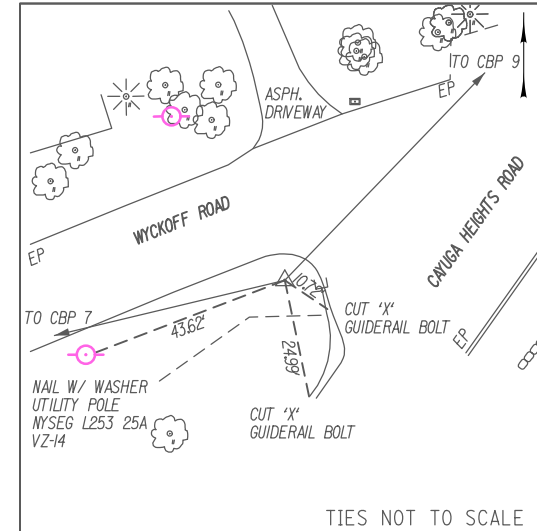 TO CBP 9
EP
ASPH.
DRIVEWAY
WYCKOFF ROAD
CAYUGA HEIGHTS ROAD
EP
10.72'
CUT 'X'
GUIDERAIL BOLT
TO CBP 7
43.62'
24.99'
EP
NAIL W/ WASHER
UTILITY POLE
NYSEG L253 25A
VZ-14
CUT 'X'
GUIDERAIL BOLT
TIES NOT TO SCALE